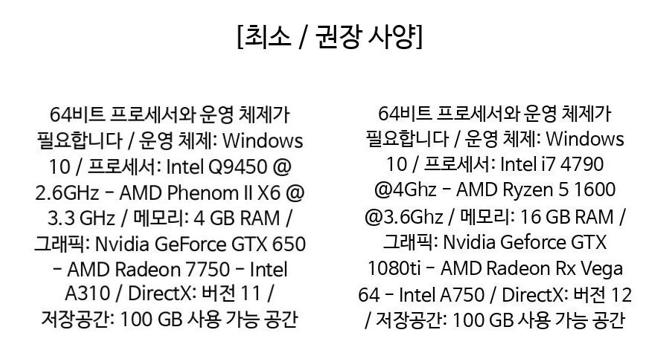 [최소 / 권장 사양]
64비트 프로세서와 운영 체제가
필요합니다 / 운영 체제: Windows
10 / 프로세서: Intel Q9450 @
2.6GHz - AMD Phenom II X6 @
3.3 GHz / 메모리: 4 GB RAM /
그래픽: Nvidia GeForce GTX 650
- AMD Radeon 7750 - Intel
A310 / DirectX: 버전 11 /
저장공간: 100 GB 사용 가능 공간
64비트 프로세서와 운영 체제가
필요합니다 / 운영 체제: Windows
10 / 프로세서: Intel i7 4790
@4Ghz - AMD Ryzen 5 1600
@3.6Ghz / 메모리: 16 GB RAM /
그래픽: Nvidia Geforce GTX
1080ti - AMD Radeon Rx Vega
64 - Intel A750 / DirectX: 버전 12
/ 저장공간: 100 GB 사용 가능 공간